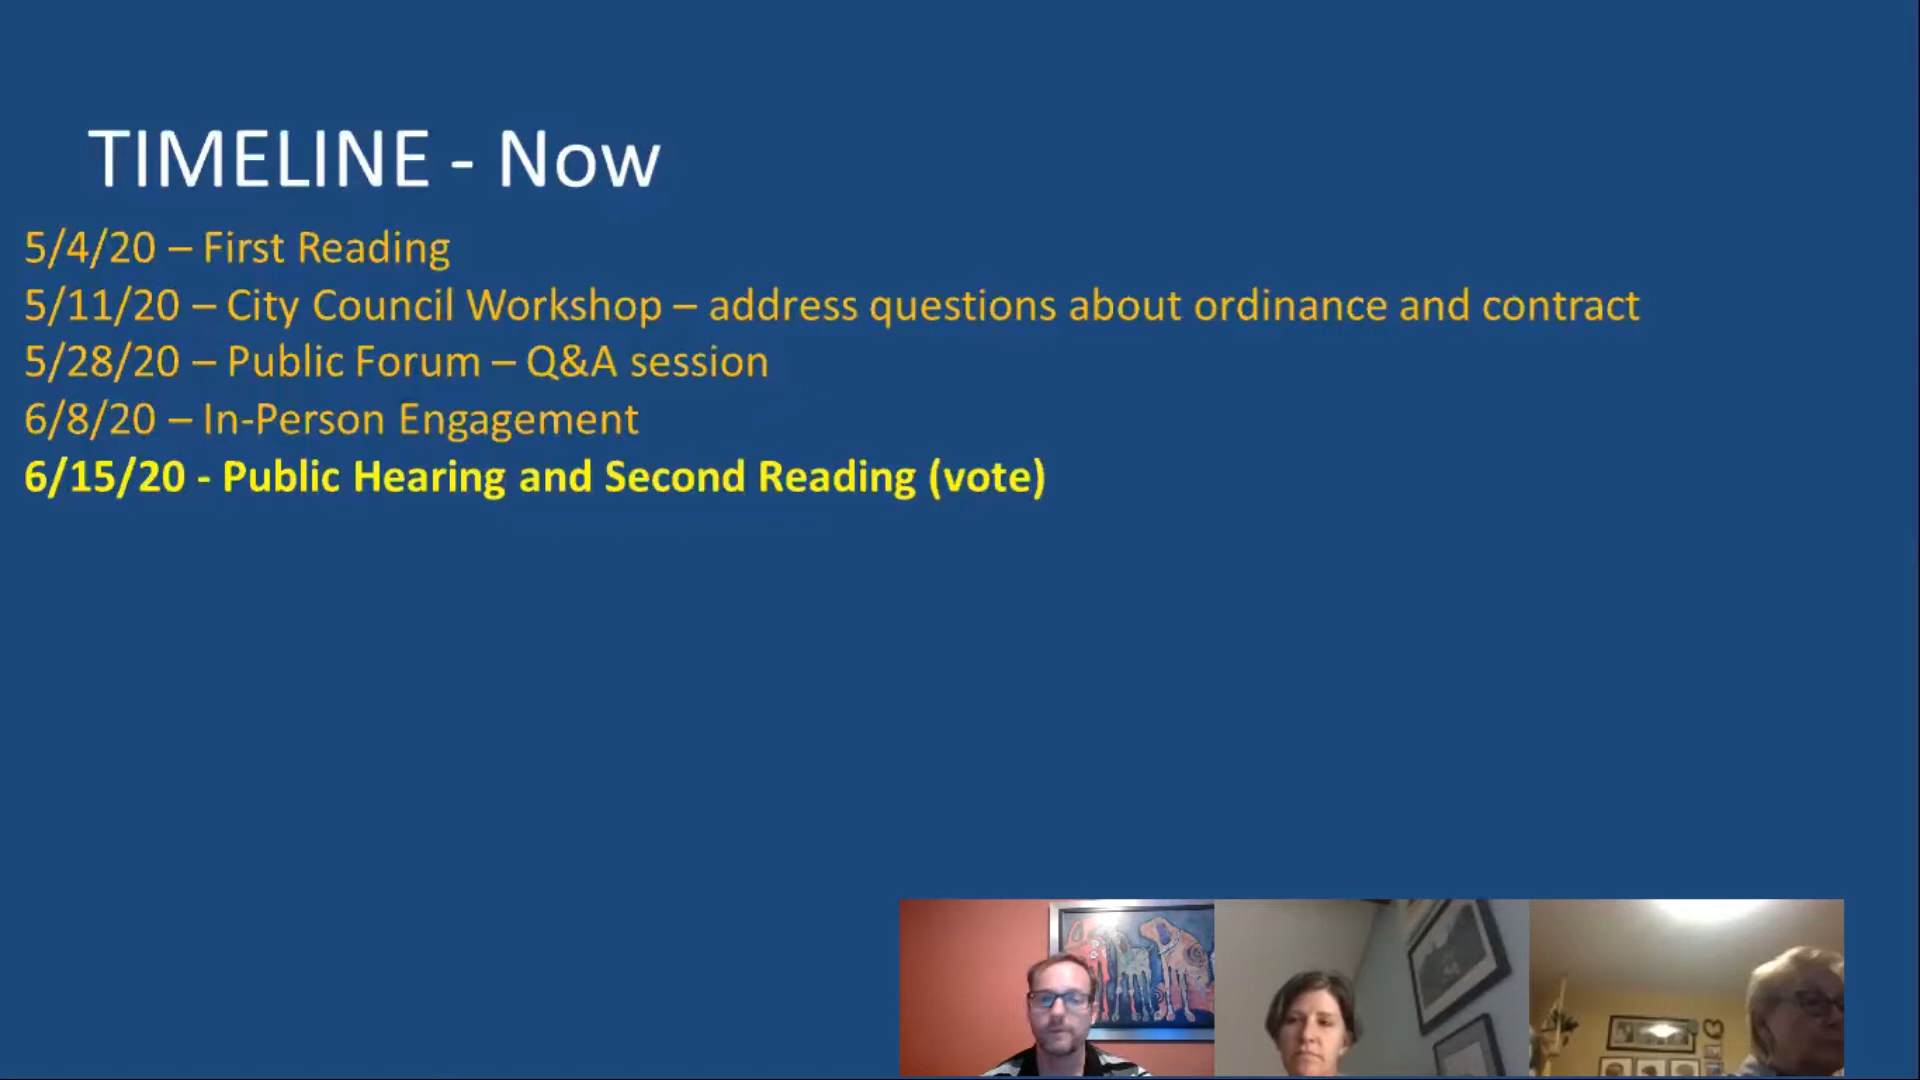 TIMELINE - Now
5/4/20 – First Reading
5/11/20 – City Council Workshop – address questions about ordinance and contract
5/28/20 – Public Forum – Q&A session
6/8/20 – In-Person Engagement
6/15/20 - Public Hearing and Second Reading (vote)